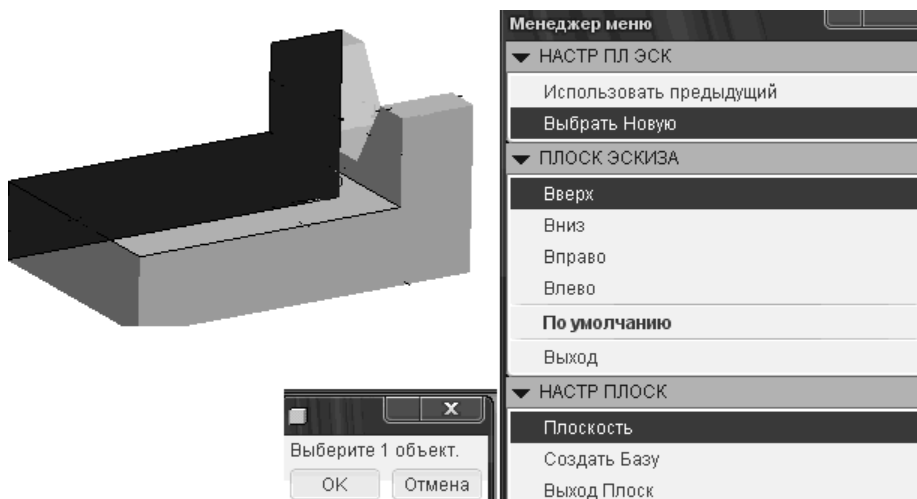 Менеджер меню
НАСТР ПЛ ЭСК
Использовать предыдущий
Выбрать Новую
ПЛОСК ЭСКИЗА
Вверх
Вниз
Вправо
Влево
По умолчанию
Выход
НАСТР ПЛОСК
Плоскость
Создать Базу
Выход Плоск
Выберите 1 объект.
OK Отмена